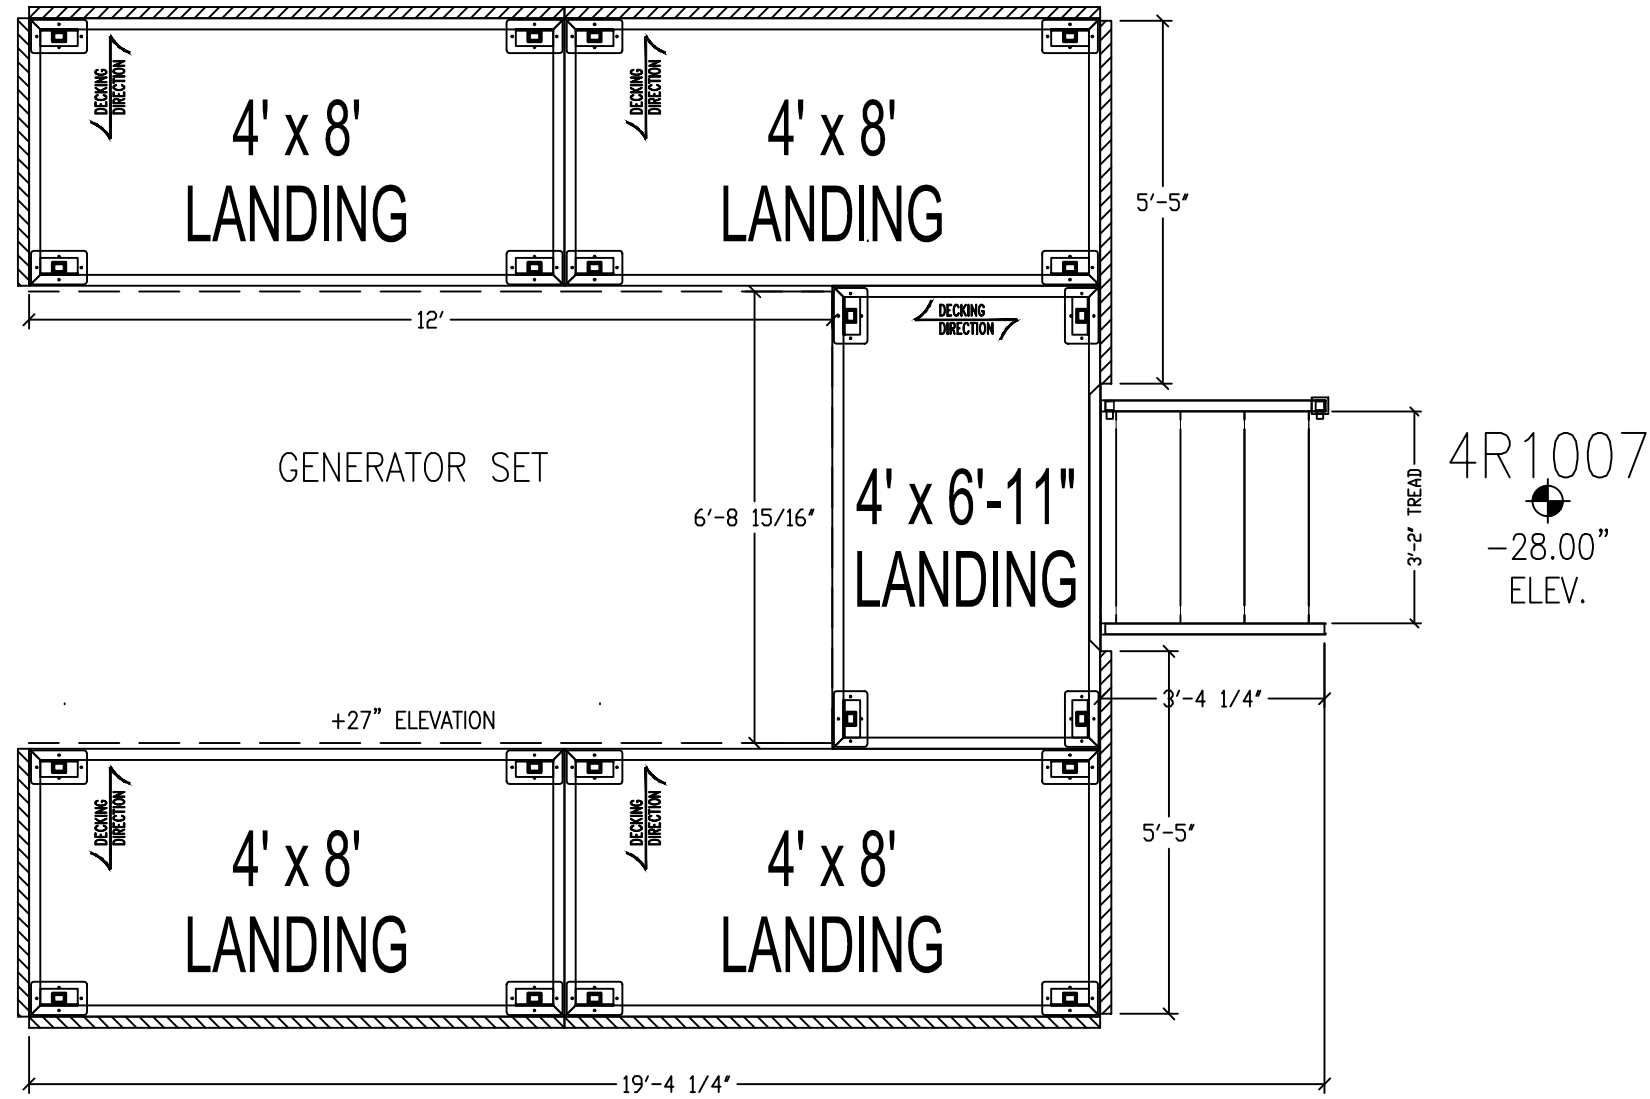 DECKING
DIRECTION
4' x 8'
LANDING
DECKING
DIRECTION
4' x 8'
LANDING
5'-5"
12'
DECKING
DIRECTION
GENERATOR SET
6'-8 15/16"
4' x 6'-11"
LANDING
3'-2" TREAD
4R1007
-28.00"
ELEV.
+27" ELEVATION
3'-4 1/4"
DECKING
DIRECTION
4' x 8'
LANDING
DECKING
DIRECTION
4' x 8'
LANDING
5'-5"
19'-4 1/4"